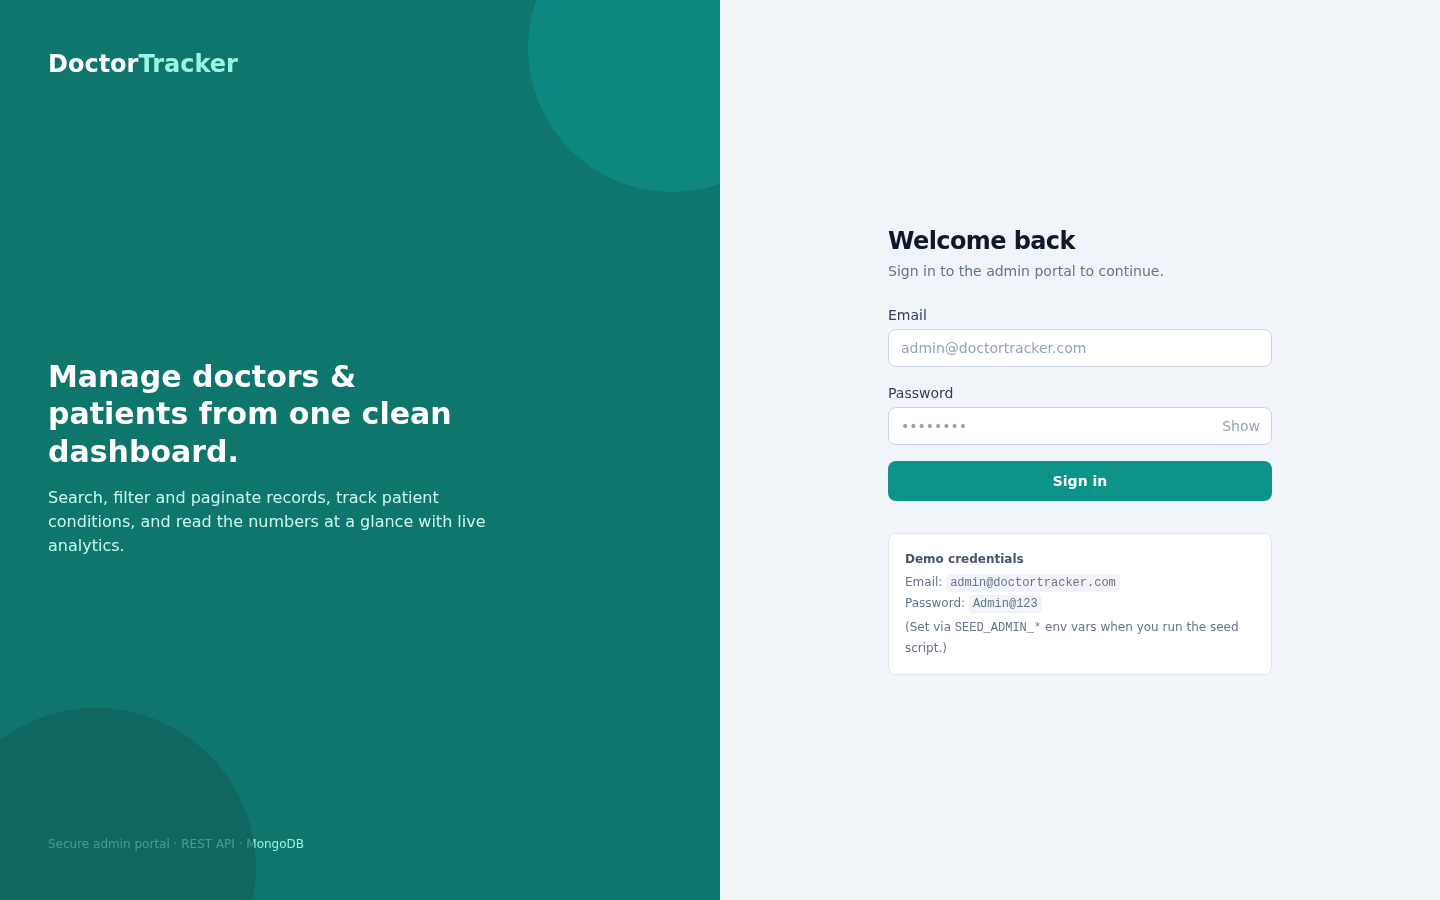 DoctorTracker
Manage doctors &
patients from one clean
dashboard.
Search, filter and paginate records, track patient
conditions, and read the numbers at a glance with live
analytics.
Secure admin portal · REST API · MongoDB
Welcome back
Sign in to the admin portal to continue.
Email
admin@doctortracker.com
Password
•••••••• Show
Sign in
Demo credentials
Email: admin@doctortracker.com
Password: Admin@123
(Set via SEED_ADMIN_* env vars when you run the seed
script.)